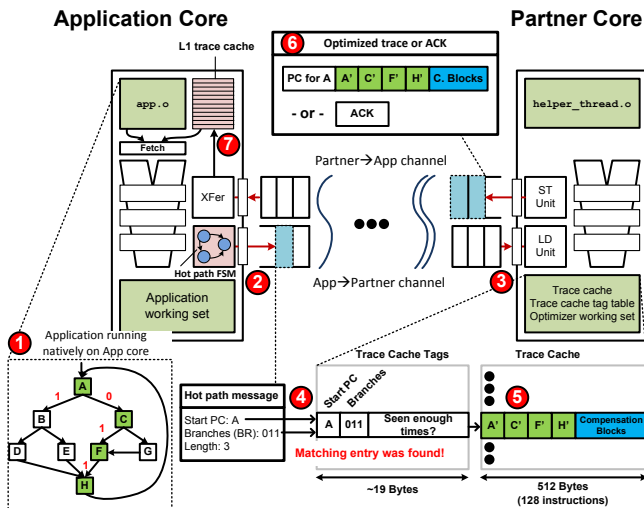 Application Core
Partner Core
L1 trace cache
6
Optimized trace or ACK
PC for A
A'
C'
F'
H'
C. Blocks
- or -
ACK
app.o
helper_thread.o
Fetch
7
Partner→App channel
XFer
ST
Unit
Hot path FSM
LD
Unit
2
App→Partner channel
3
Application
working set
Trace cache
Trace cache tag table
Optimizer working set
1
Application running
natively on App core
A
1
0
B
C
1
D
E
F
G
1
H
Hot path message
Start PC: A
Branches (BR): 011
Length: 3
4
Trace Cache Tags
Start PC
Branches
A
011
Seen enough
times?
Matching entry was found!
~19 Bytes
Trace Cache
5
A'
C'
F'
H'
Compensation
Blocks
512 Bytes
(128 instructions)